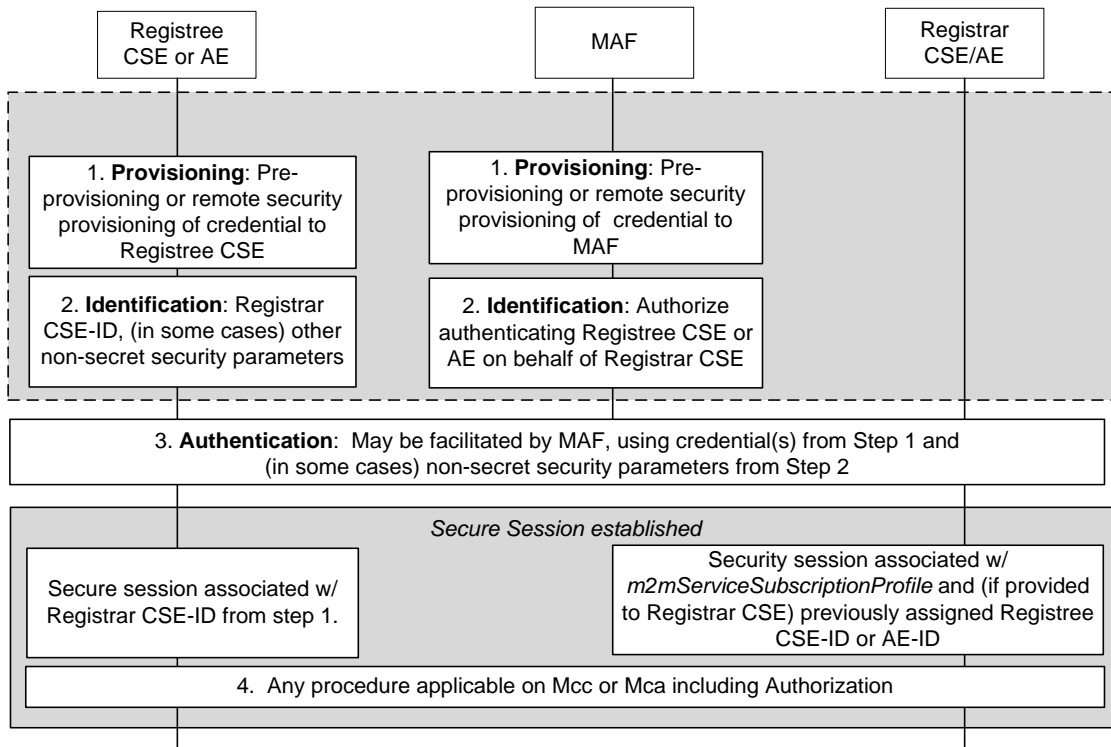 Registree
CSE or AE
MAF
Registrar
CSE/AE
1. Provisioning: Pre-
provisioning or remote security
provisioning of credential to
Registree CSE
1. Provisioning: Pre-
provisioning or remote security
provisioning of credential to
MAF
2. Identification: Registrar
CSE-ID, (in some cases) other
non-secret security parameters
2. Identification: Authorize
authenticating Registree CSE or
AE on behalf of Registrar CSE
3. Authentication: May be facilitated by MAF, using credential(s) from Step 1 and
(in some cases) non-secret security parameters from Step 2
Secure Session established
Secure session associated w/
Registrar CSE-ID from step 1.
Security session associated w/
m2mServiceSubscriptionProfile and (if provided
to Registrar CSE) previously assigned Registree
CSE-ID or AE-ID
4. Any procedure applicable on Mcc or Mca including Authorization